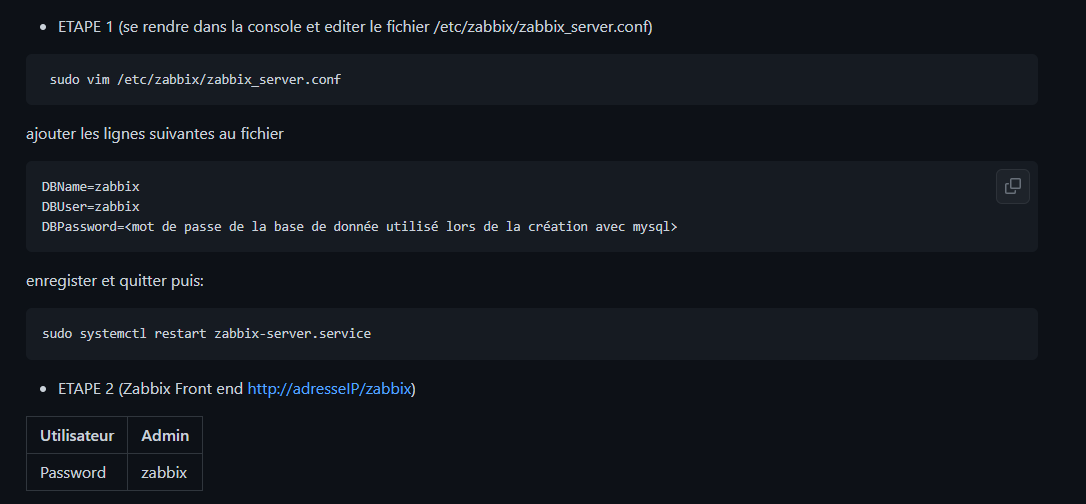 ETAPE 1 (se rendre dans la console et editer le fichier /etc/zabbix/zabbix_server.conf)
sudo vim /etc/zabbix/zabbix_server.conf
ajouter les lignes suivantes au fichier
DBName=zabbix
DBUser=zabbix
DBPassword=<mot de passe de la base de donnée utilisé lors de la création avec mysql>
enregister et quitter puis:
sudo systemctl restart zabbix-server.service
ETAPE 2 (Zabbix Front end http://adresseIP/zabbix)
Utilisateur Admin
Password zabbix